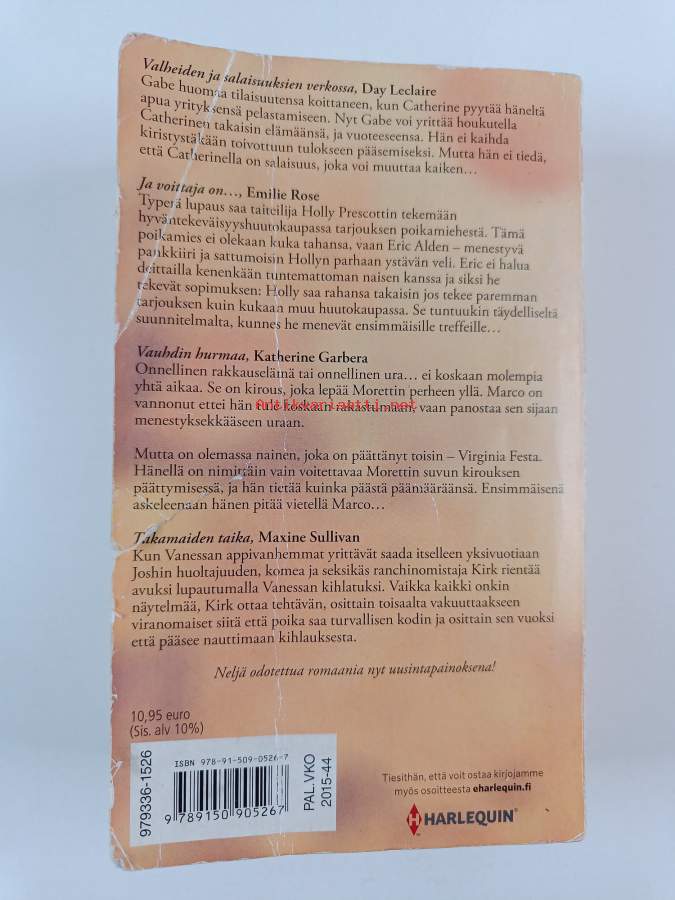 Valheiden ja salaisuuksien verkossa, Day Leclaire
Gabe huomaa tilaisuutensa koittaneen, kun Catherine pyytää häneltä
apua yrityksensä pelastamiseen. Nyt Gabe voi yrittää houkutella
Catherinen takaisin elämäänsä, ja vuoteeseensa. Hän ei kaihda
kiristystäkään toivottuun tulokseen pääsemiseksi. Mutta hän ei tiedä,
että Catherinella on salaisuus, joka voi muuttaa kaiken…
Ja voittaja on…, Emilie Rose
Typerä lupaus saa taiteilija Holly Prescottin tekemään
hyväntekeväisyyshuutokaupassa tarjouksen poikamiehestä. Tämä
poikamies ei olekaan kuka tahansa, vaan Eric Alden – menestyvä
pankkiiri ja sattumoisin Hollyn parhaan ystävän veli. Eric ei halua
deittailla kenenkään tuntemattoman naisen kanssa ja siksi he
tekevät sopimuksen: Holly saa rahansa takaisin jos tekee paremman
tarjouksen kuin kukaan muu huutokaupassa. Se tuntuukin täydelliseltä
suunnitelmalta, kunnes he menevät ensimmäisille treffeille…
Vauhdin hurmaa, Katherine Garbera
Onnellinen rakkauselämä tai onnellinen ura… ei koskaan molempia
yhtä aikaa. Se on kirous, joka lepää Morettin perheen yllä. Marco on
vannonut ettei hän tule koskaan rakastumaan, vaan panostaa sen sijaan
menestyksekkääseen uraan.
Antikvariaatti.net
Mutta on olemassa nainen, joka on päättänyt toisin – Virginia Festa.
Hänellä on nimittäin vain voitettavaa Morettin suvun kirouksen
päättymisessä, ja hän tietää kuinka päästä päämääräänsä. Ensimmäisenä
askeleenaan hänen pitää vietellä Marco…
Takamaiden taika, Maxine Sullivan
Kun Vanessan appivanhemmat yrittävät saada itselleen yksivuotiaan
Joshin huoltajuuden, komea ja seksikäs ranchinomistaja Kirk rientää
avuksi lupautumalla Vanessan kihlatuksi. Vaikka kaikki onkin
näytelmää, Kirk ottaa tehtävän, osittain toisaalta vakuuttaakseen
viranomaiset siitä että poika saa turvallisen kodin ja osittain sen vuoksi
että pääsee nauttimaan kihlauksesta.
Neljä odotettua romaania nyt uusintapainoksena!
10,95 euro
(Sis. alv 10%)
979336-1526
ISBN 978-91-509-0526-7
9 789150 905267
PAL.VKO
2015-44
Tiesithän, että voit ostaa kirjojamme
myös osoitteesta eharlequin.fi
H HARLEQUIN®